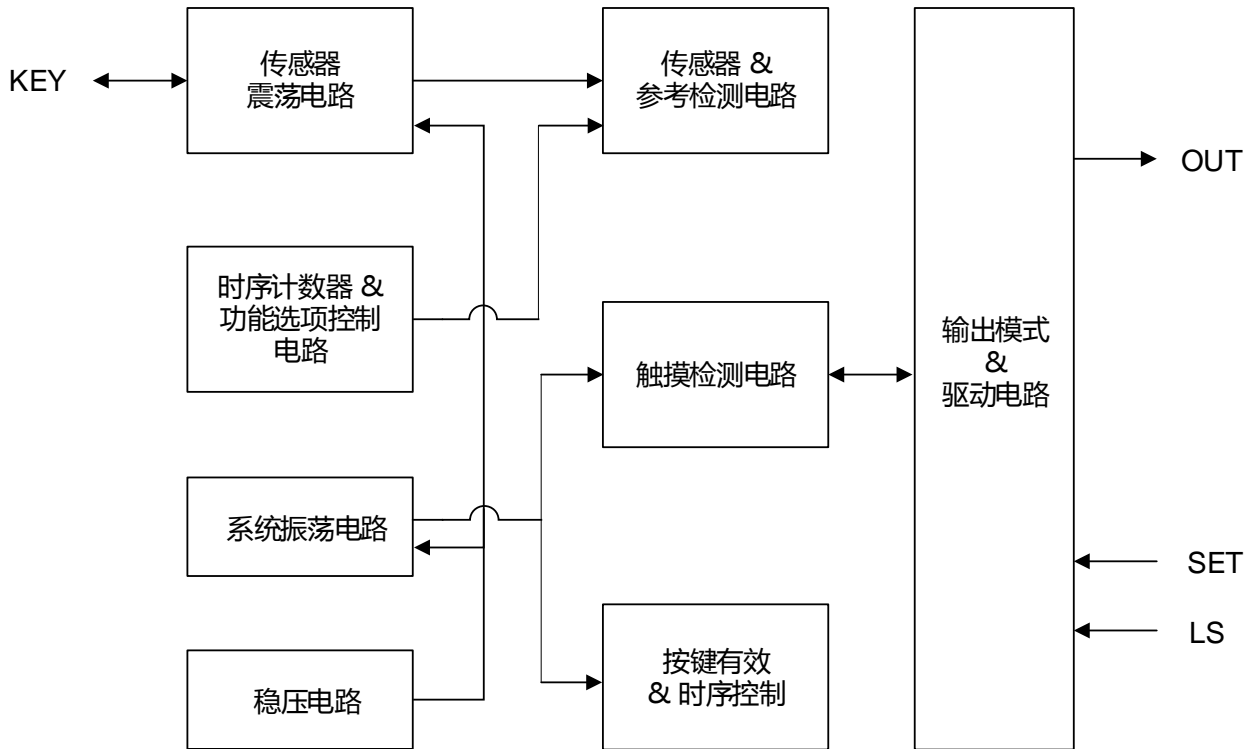 KEY
传感器
震荡电路
传感器 &
参考检测电路
OUT
时序计数器 &
功能选项控制
电路
触摸检测电路
输出模式
&
驱动电路
系统振荡电路
SET
LS
稳压电路
按键有效
& 时序控制